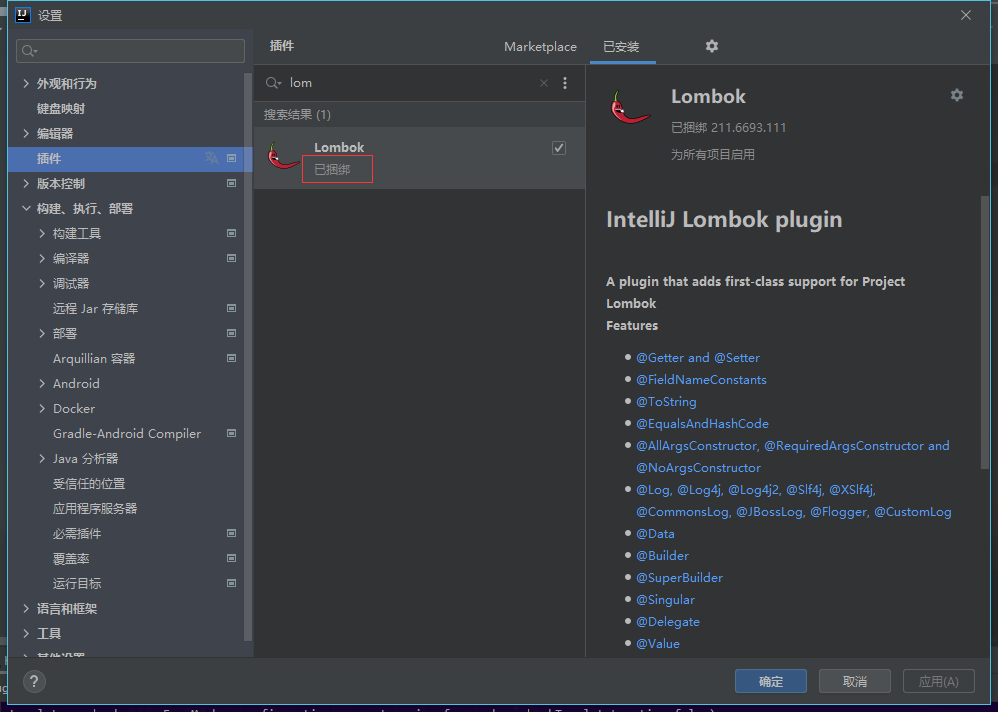 设置
外观和行为
键盘映射
编辑器
插件
版本控制
构建、执行、部署
构建工具
编译器
调试器
远程 Jar 存储库
部署
Arquillian 容器
Android
Docker
Gradle-Android Compiler
Java 分析器
受信任的位置
应用程序服务器
必需插件
覆盖率
运行目标
语言和框架
工具
其他设置
插件
Marketplace
已安装
lom
搜索结果 (1)
Lombok
已捆绑
Lombok
已捆绑 211.6693.111
为所有项目启用
IntelliJ Lombok plugin
A plugin that adds first-class support for Project
Lombok
Features
@Getter and @Setter
@FieldNameConstants
@ToString
@EqualsAndHashCode
@AllArgsConstructor, @RequiredArgsConstructor and
@NoArgsConstructor
@Log, @Log4j, @Log4j2, @Slf4j, @XSlf4j,
@CommonsLog, @JBossLog, @Flogger, @CustomLog
@Data
@Builder
@SuperBuilder
@Singular
@Delegate
@Value
?
确定
取消
应用(A)